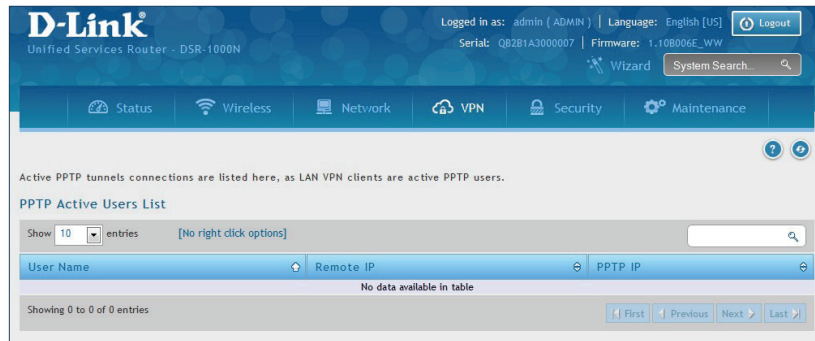 D-Link®
Unified Services Router - DSR-1000N
Logged in as: admin ( ADMIN ) | Language: English [US]
Logout
Serial: QB2B1A3000007 | Firmware: 1.10B006E_WW
Wizard
System Search...
Status
Wireless
Network
VPN
Security
Maintenance
Active PPTP tunnels connections are listed here, as LAN VPN clients are active PPTP users.
PPTP Active Users List
Show 10 entries [No right click options]
User Name Remote IP PPTP IP
No data available in table
Showing 0 to 0 of 0 entries
First Previous Next Last